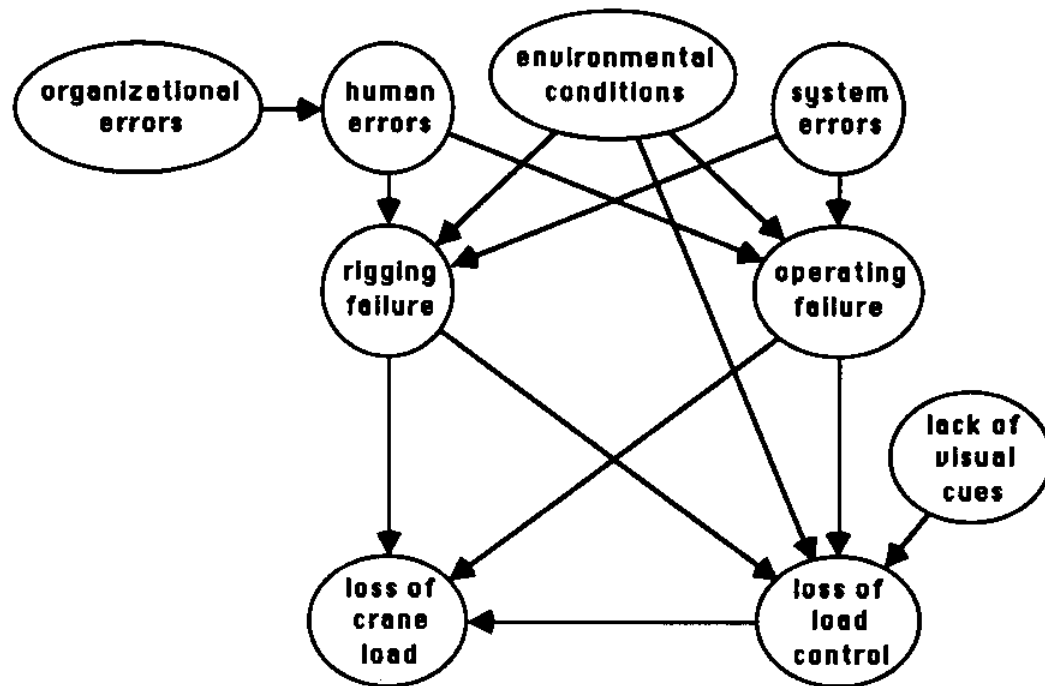 organizational
errors
human
errors
environmental
conditions
system
errors
rigging
failure
operating
failure
lack of
visual
cues
loss of
crane
load
loss of
load
control